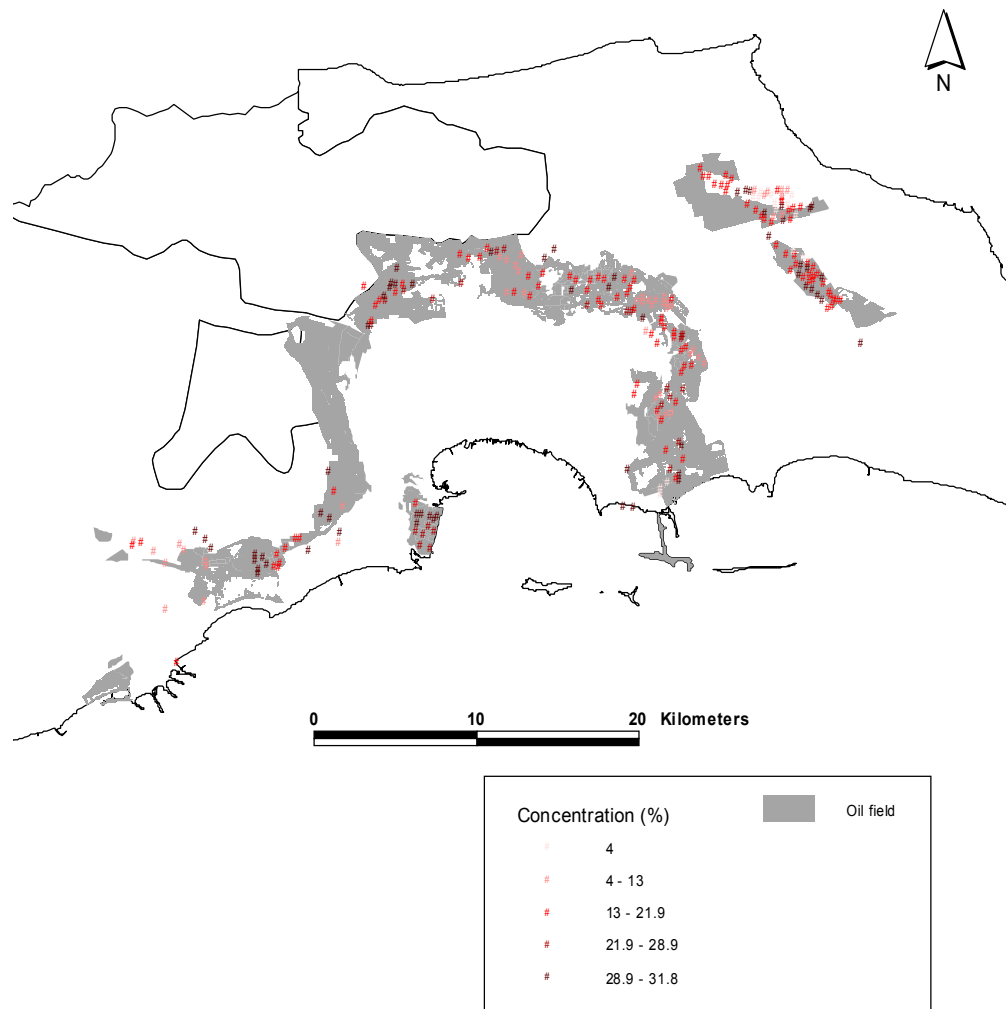 N
0 10 20 Kilometers
Concentration (%)
Oil field
# 4
# 4 - 13
# 13 - 21.9
# 21.9 - 28.9
# 28.9 - 31.8